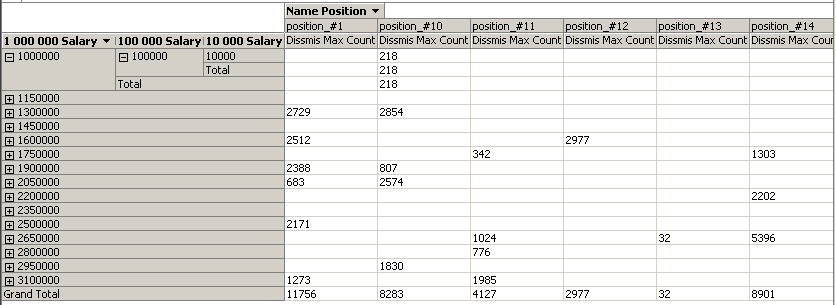 Name Position
position_#1 position_#10 position_#11 position_#12 position_#13 position_#14
1 000 000 Salary 100 000 Salary 10 000 Salary Dissmis Max Count Dissmis Max Count Dissmis Max Count Dissmis Max Count Dissmis Max Count Dissmis Max Cour
1000000 100000 10000 218
Total 218
Total 218
1150000
1300000 2729 2854
1450000
1600000 2512 2977
1750000 342 1303
1900000 2388 807
2050000 683 2574
2200000 2202
2350000
2500000 2171
2650000 1024 32 5396
2800000 776
2950000 1830
3100000 1273 1985
Grand Total 11756 8283 4127 2977 32 8901